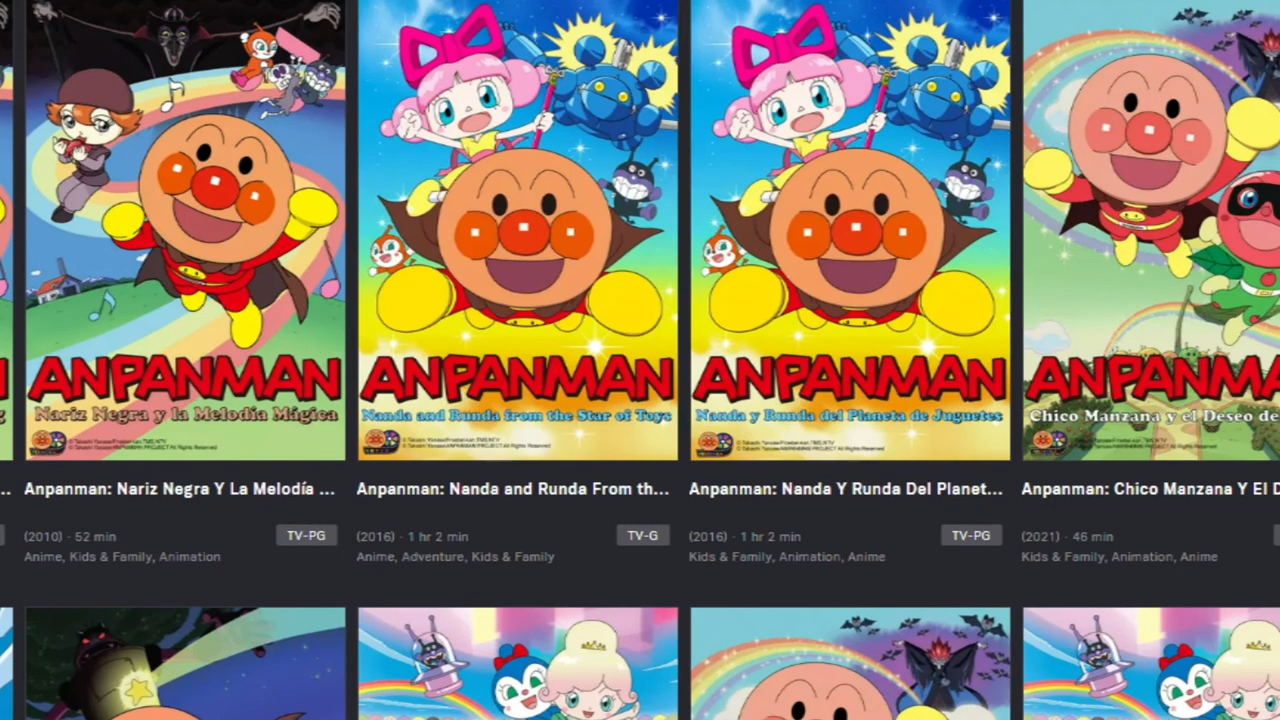 ANPANMAN
Nariz Negra y la Melodía Mágica
Anpanman: Nariz Negra Y La Melodía ...
(2010) · 52 min
TV-PG
Anime, Kids & Family, Animation
ANPANMAN
Nanda and Runda from the Star of Toys
Anpanman: Nanda and Runda From th...
(2016) · 1 hr 2 min
TV-G
Anime, Adventure, Kids & Family
ANPANMAN
Nanda y Runda del Planeta de Juguetes
Anpanman: Nanda Y Runda Del Planet...
(2016) · 1 hr 2 min
TV-PG
Kids & Family, Animation, Anime
ANPANMA
Chico Manzana y el Deseo de
Anpanman: Chico Manzana Y El D
(2021) · 46 min
Kids & Family, Animation, Anime